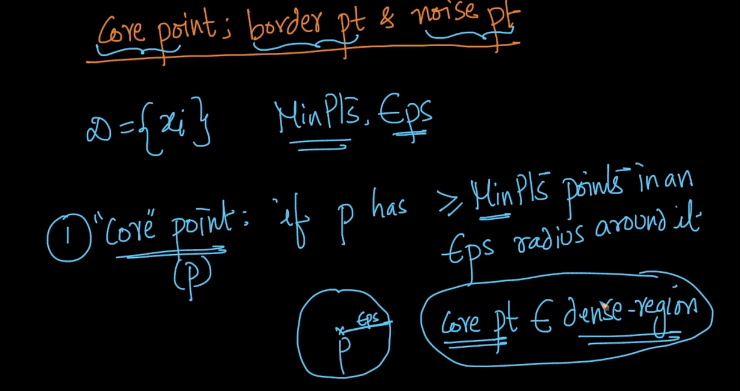 Core point; border pt & noise pt
D = {xi} MinPts, Eps
① "Core" point: if p has ≥ MinPts points in an
(p) Eps radius around it
Eps
p
core pt ∈ dense-region